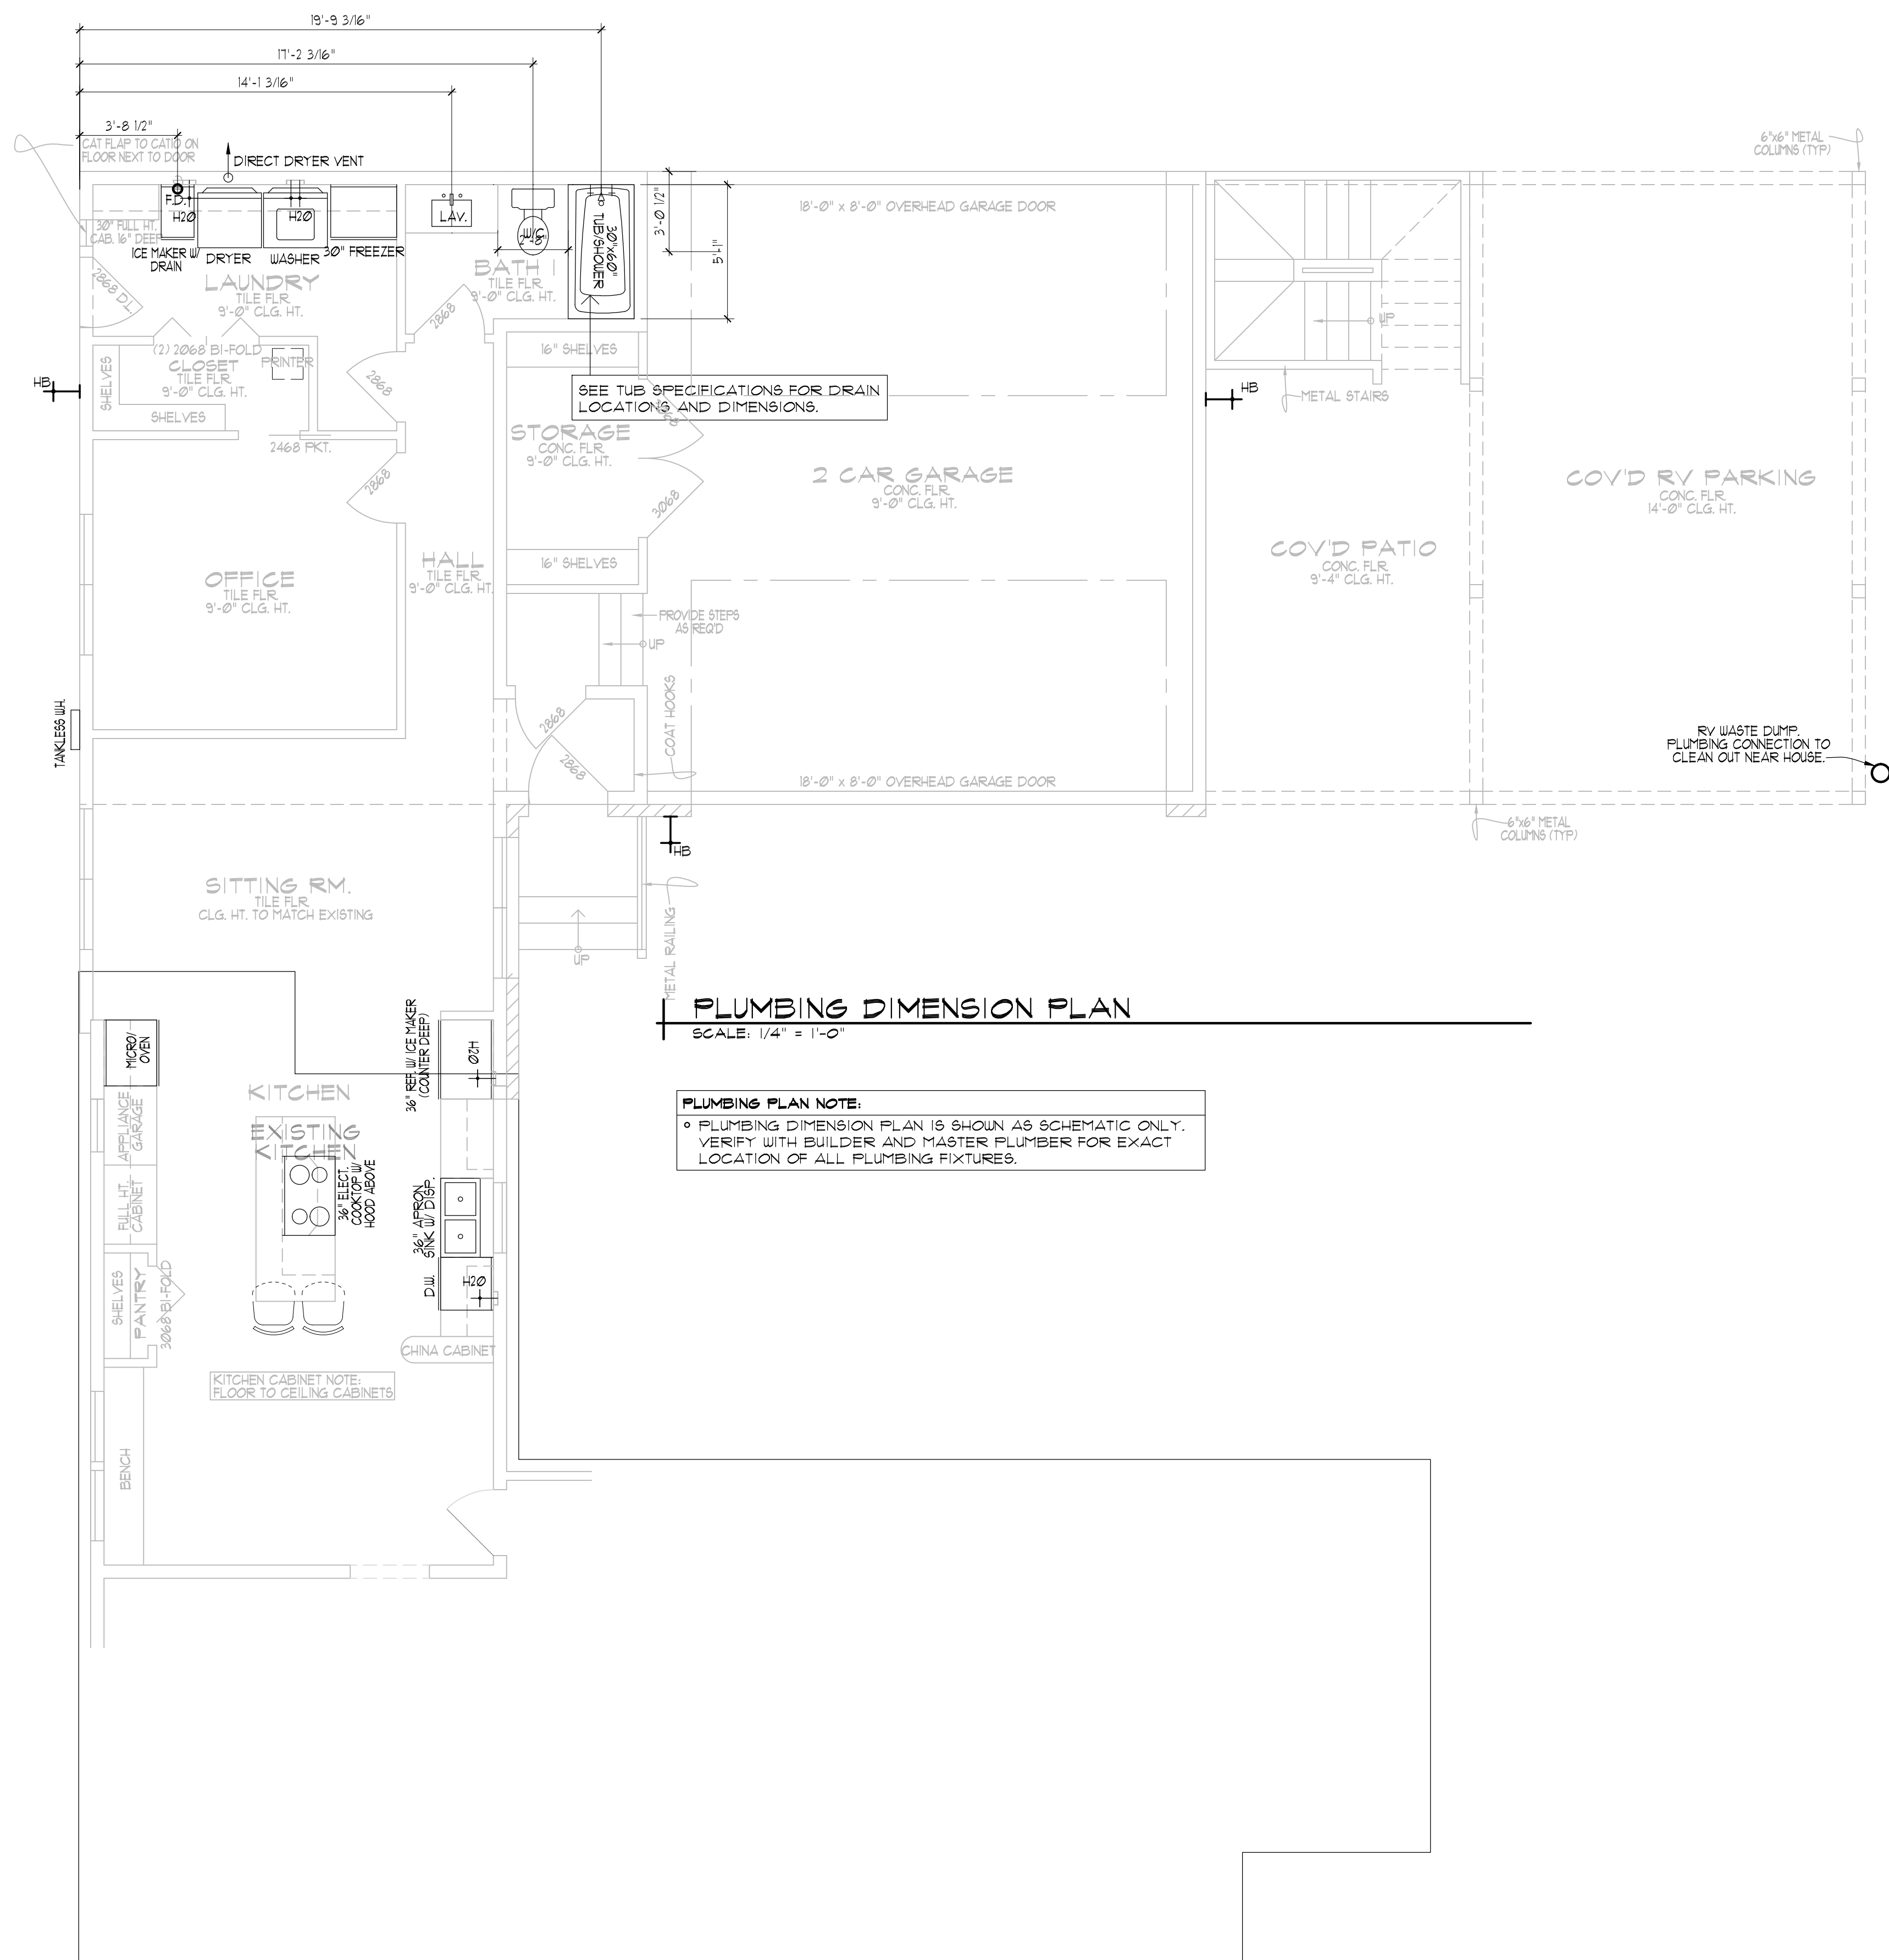 19'-9 3/16"
17'-2 3/16"
14'-1 3/16"
3'-8 1/2"
CAT FLAP TO CATIO ON
FLOOR NEXT TO DOOR
DIRECT DRYER VENT
6"x6" METAL
COLUMNS (TYP)
F.D.
H2O
H2O
LAV.
W/C
2'-8"
30"x60"
TUB/SHOWER
3'-0 1/2"
5'-1"
18'-0" x 8'-0" OVERHEAD GARAGE DOOR
30" FULL HT.
CAB. 16" DEEP
ICE MAKER W/
DRAIN
DRYER
WASHER
30" FREEZER
2868 D.L.
LAUNDRY
TILE FLR.
9'-0" CLG. HT.
BATH 1
TILE FLR.
9'-0" CLG. HT.
2868
UP
(2) 2068 BI-FOLD
CLOSET
TILE FLR.
9'-0" CLG. HT.
PRINTER
SHELVES
SHELVES
2868
16" SHELVES
HB
HB
METAL STAIRS
SEE TUB SPECIFICATIONS FOR DRAIN
LOCATIONS AND DIMENSIONS.
3068
STORAGE
CONC. FLR.
9'-0" CLG. HT.
2468 PKT.
2868
3068
2 CAR GARAGE
CONC. FLR.
9'-0" CLG. HT.
COV'D RV PARKING
CONC. FLR.
14'-0" CLG. HT.
COV'D PATIO
CONC. FLR.
9'-4" CLG. HT.
HALL
TILE FLR.
9'-0" CLG. HT.
16" SHELVES
OFFICE
TILE FLR.
9'-0" CLG. HT.
PROVIDE STEPS
AS REQ'D
UP
COAT HOOKS
2868
2868
TANKLESS W.H.
RV WASTE DUMP.
PLUMBING CONNECTION TO
CLEAN OUT NEAR HOUSE.
18'-0" x 8'-0" OVERHEAD GARAGE DOOR
6"x6" METAL
COLUMNS (TYP)
HB
SITTING RM.
TILE FLR.
CLG. HT. TO MATCH EXISTING
METAL RAILING
UP
PLUMBING DIMENSION PLAN
SCALE: 1/4" = 1'-0"
MICRO/
OVEN
36" REF. W/ ICE MAKER
(COUNTER DEEP)
H2O
KITCHEN
EXISTING
KITCHEN
APPLIANCE
GARAGE
PLUMBING PLAN NOTE:
° PLUMBING DIMENSION PLAN IS SHOWN AS SCHEMATIC ONLY.
VERIFY WITH BUILDER AND MASTER PLUMBER FOR EXACT
LOCATION OF ALL PLUMBING FIXTURES.
FULL HT.
CABINET
36" ELECT.
COOKTOP W/
HOOD ABOVE
36" APRON
SINK W/ DISP.
D.W.
H2O
SHELVES
PANTRY
3068 BI-FOLD
CHINA CABINET
KITCHEN CABINET NOTE:
FLOOR TO CEILING CABINETS
BENCH